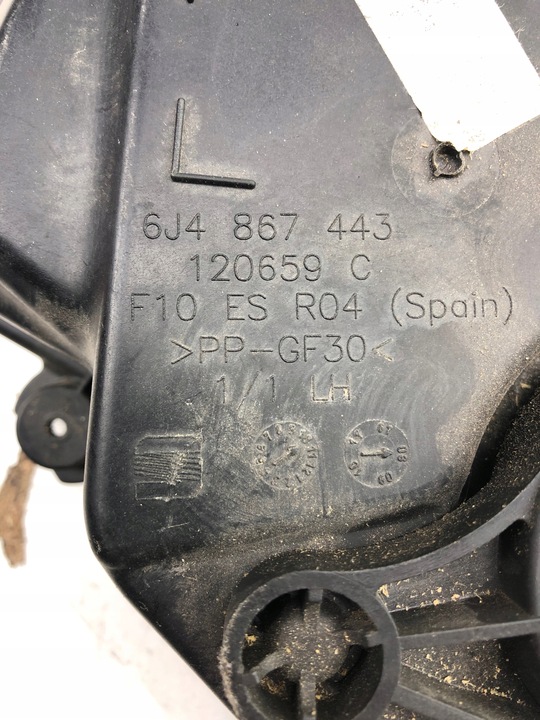 L
6J4 867 443
120659 C
F10 ES R04 (Spain)
>PP-GF30<
1/1 LH